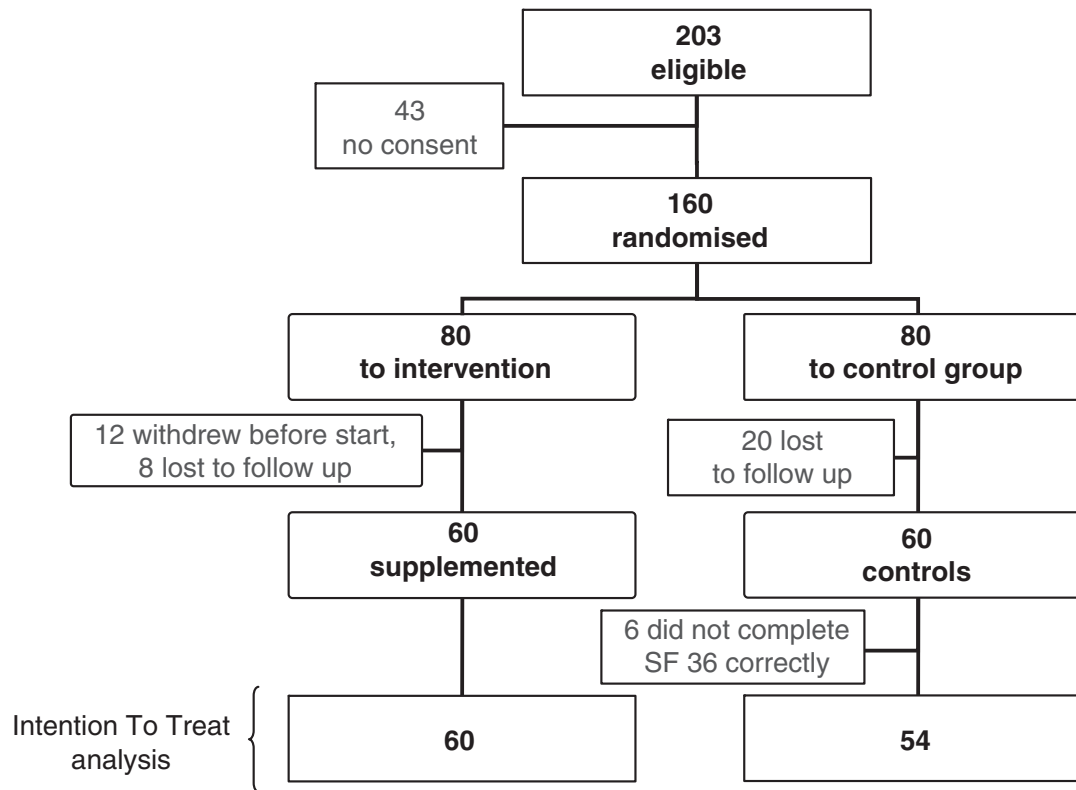 203
eligible
43
no consent
160
randomised
80
to intervention
80
to control group
12 withdrew before start,
8 lost to follow up
20 lost
to follow up
60
supplemented
60
controls
6 did not complete
SF 36 correctly
Intention To Treat
analysis
60
54